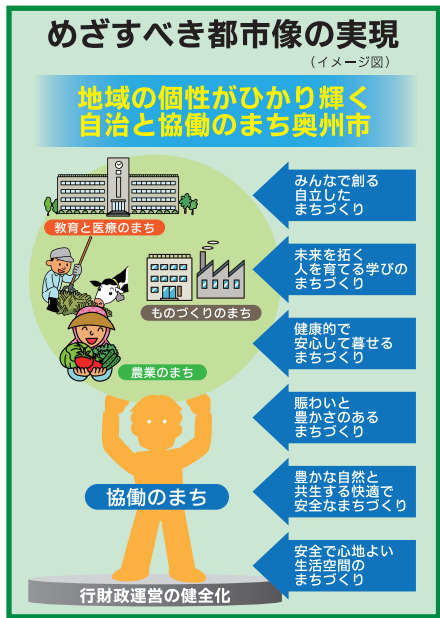 めざすべき都市像の実現
（イメージ図）
地域の個性がひかり輝く
自治と協働のまち奥州市
教育と医療のまち
ものづくりのまち
農業のまち
協働のまち
行財政運営の健全化
みんなで創る
自立した
まちづくり
未来を拓く
人を育てる学びの
まちづくり
健康的で
安心して暮せる
まちづくり
賑わいと
豊かさのある
まちづくり
豊かな自然と
共生する快適で
安全なまちづくり
安全で心地よい
生活空間の
まちづくり